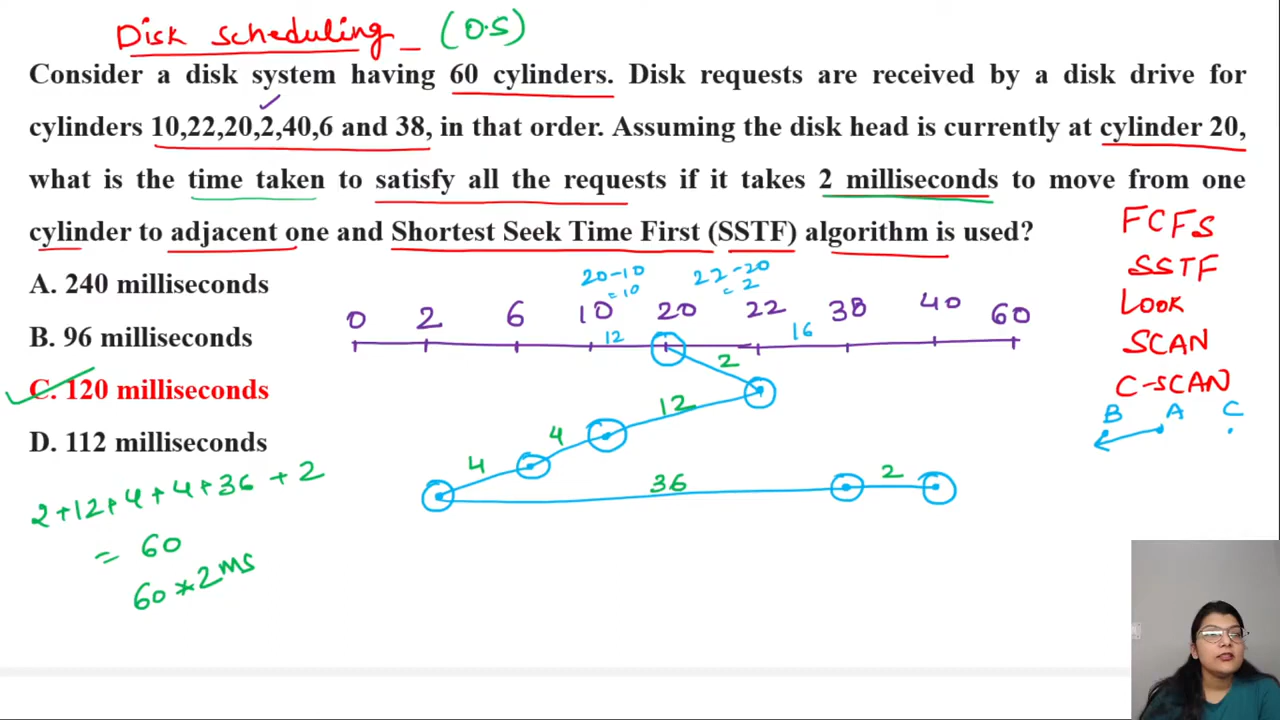 Disk Scheduling _ (O.S)
Consider a disk system having 60 cylinders. Disk requests are received by a disk drive for
cylinders 10,22,20,2,40,6 and 38, in that order. Assuming the disk head is currently at cylinder 20,
what is the time taken to satisfy all the requests if it takes 2 milliseconds to move from one
cylinder to adjacent one and Shortest Seek Time First (SSTF) algorithm is used?
FCFS
SSTF
Look
SCAN
C-SCAN
B A C
A. 240 milliseconds
B. 96 milliseconds
C. 120 milliseconds
D. 112 milliseconds
20-10
=10
22-20
=2
0 2 6 10 20 22 38 40 60
12 16
2
12
4
4
36 2
2+12+4+4+36+2
= 60
60*2ms